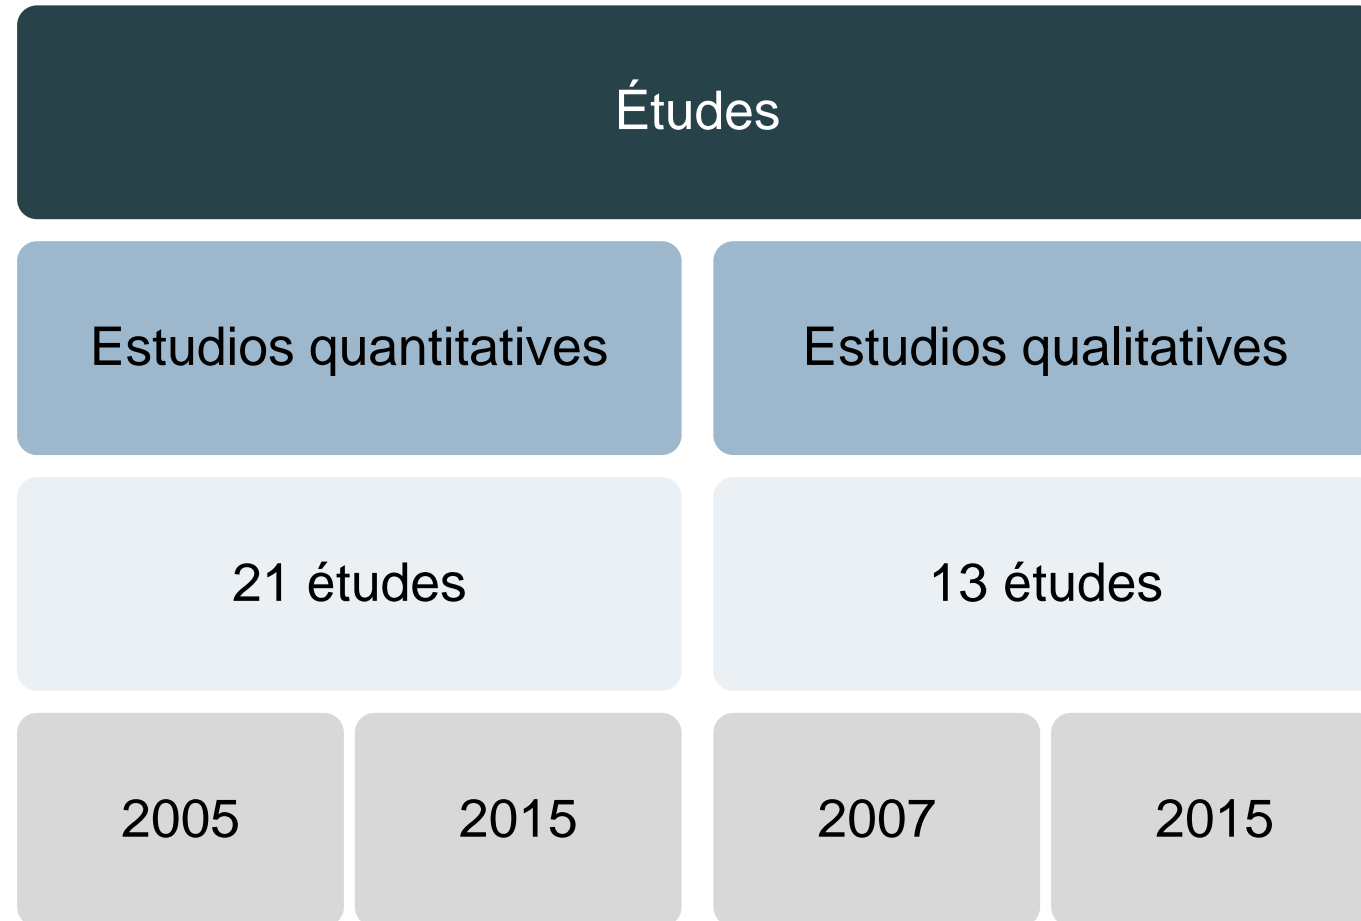 Études
Estudios quantitatives
Estudios qualitatives
21 études
13 études
2005
2015
2007
2015